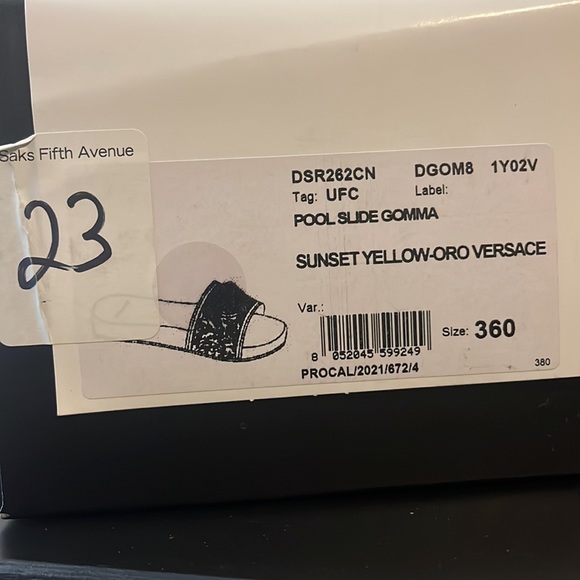 Saks Fifth Avenue
23
DSR262CN DGOM8 1Y02V
Tag: UFC Label:
POOL SLIDE GOMMA
SUNSET YELLOW-ORO VERSACE
Var.:
8 052045 599249
Size: 360
PROCAL/2021/672/4
380